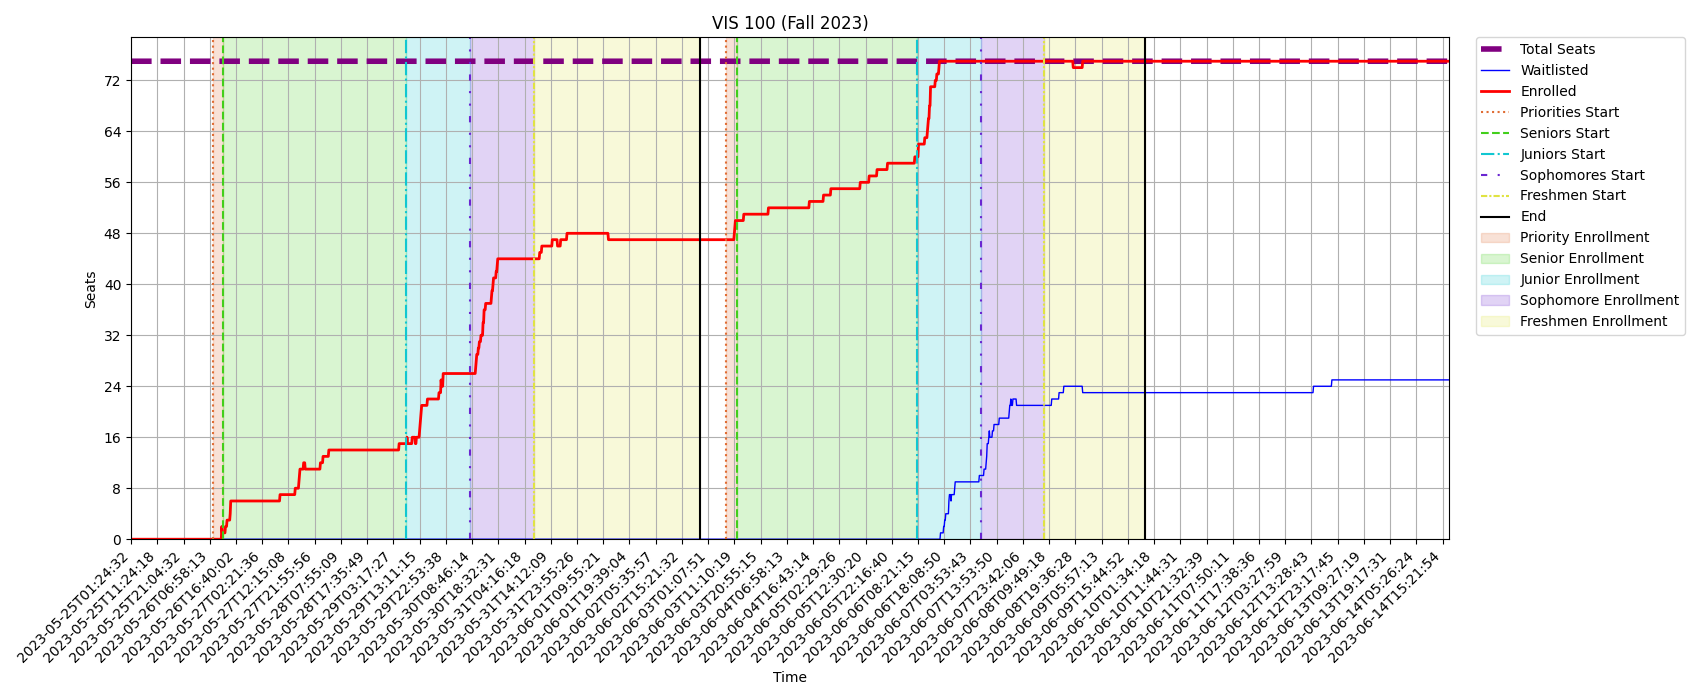 VIS 100 (Fall 2023)
Seats
72
64
56
48
40
32
24
16
8
0
2023-05-25T01:24:32
2023-05-25T11:24:18
2023-05-25T21:04:32
2023-05-26T06:58:13
2023-05-26T16:40:02
2023-05-27T02:21:36
2023-05-27T12:15:08
2023-05-27T21:55:56
2023-05-28T07:55:09
2023-05-28T17:35:49
2023-05-29T03:17:27
2023-05-29T13:11:15
2023-05-29T22:53:38
2023-05-30T08:46:14
2023-05-30T18:32:31
2023-05-31T04:16:18
2023-05-31T14:12:09
2023-05-31T23:55:26
2023-06-01T09:55:21
2023-06-01T19:39:04
2023-06-02T05:35:57
2023-06-02T15:21:32
2023-06-03T01:07:51
2023-06-03T11:10:19
2023-06-03T20:55:15
2023-06-04T06:58:13
2023-06-04T16:43:14
2023-06-05T02:29:26
2023-06-05T12:30:20
2023-06-05T22:16:40
2023-06-06T08:21:15
2023-06-06T18:08:50
2023-06-07T03:53:43
2023-06-07T13:53:50
2023-06-07T23:42:06
2023-06-08T09:49:18
2023-06-08T19:36:28
2023-06-09T05:57:13
2023-06-09T15:44:52
2023-06-10T01:34:18
2023-06-10T11:44:31
2023-06-10T21:32:39
2023-06-11T07:50:11
2023-06-11T17:38:36
2023-06-12T03:27:59
2023-06-12T13:28:43
2023-06-12T23:17:45
2023-06-13T09:27:19
2023-06-13T19:17:31
2023-06-14T05:26:24
2023-06-14T15:21:54
Time
Total Seats
Waitlisted
Enrolled
Priorities Start
Seniors Start
Juniors Start
Sophomores Start
Freshmen Start
End
Priority Enrollment
Senior Enrollment
Junior Enrollment
Sophomore Enrollment
Freshmen Enrollment